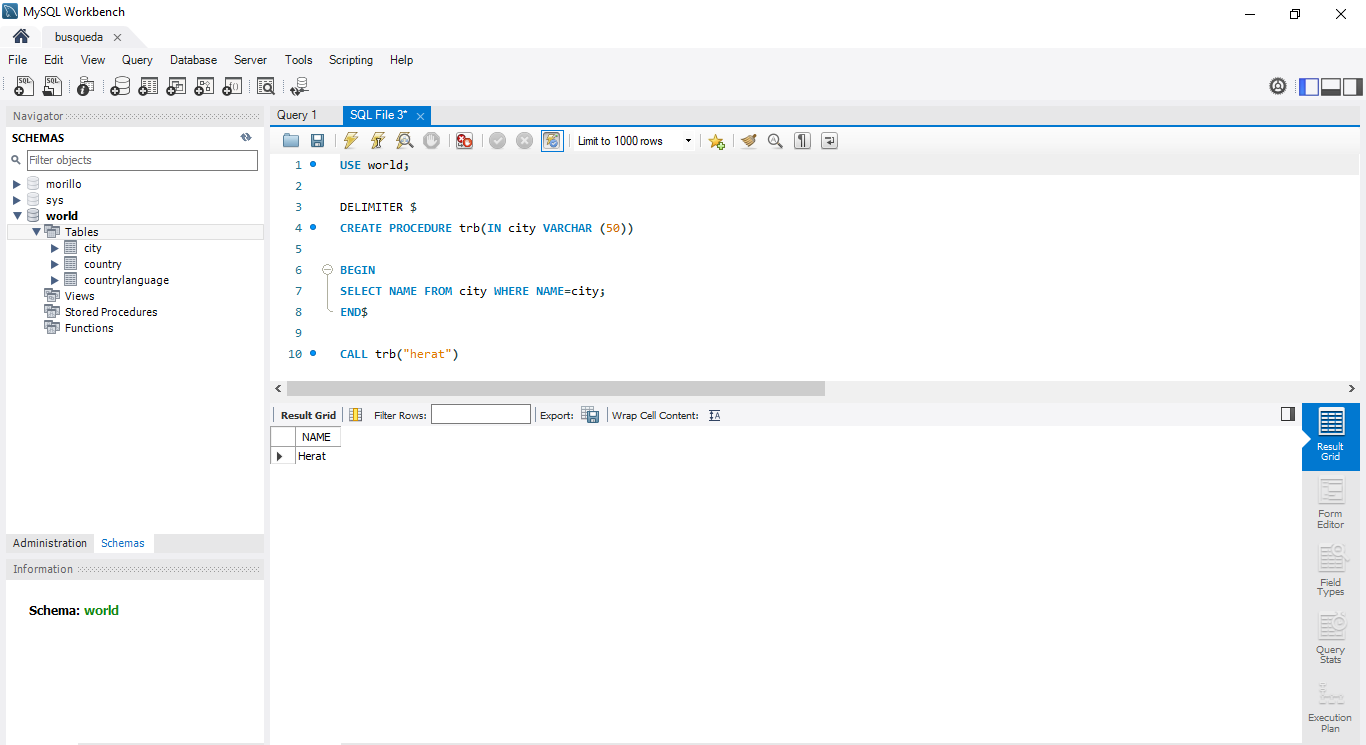 MySQL Workbench
busqueda
File Edit View Query Database Server Tools Scripting Help
Navigator
SCHEMAS
Filter objects
morillo
sys
world
Tables
city
country
countrylanguage
Views
Stored Procedures
Functions
Administration Schemas
Information
Schema: world
Query 1 SQL File 3*
Limit to 1000 rows
1 USE world;
2
3 DELIMITER $
4 CREATE PROCEDURE trb(IN city VARCHAR (50))
5
6 BEGIN
7 SELECT NAME FROM city WHERE NAME=city;
8 END$
9
10 CALL trb("herat")
Result Grid Filter Rows: Export: Wrap Cell Content:
NAME
Herat
Result
Grid
Form
Editor
Field
Types
Query
Stats
Execution
Plan